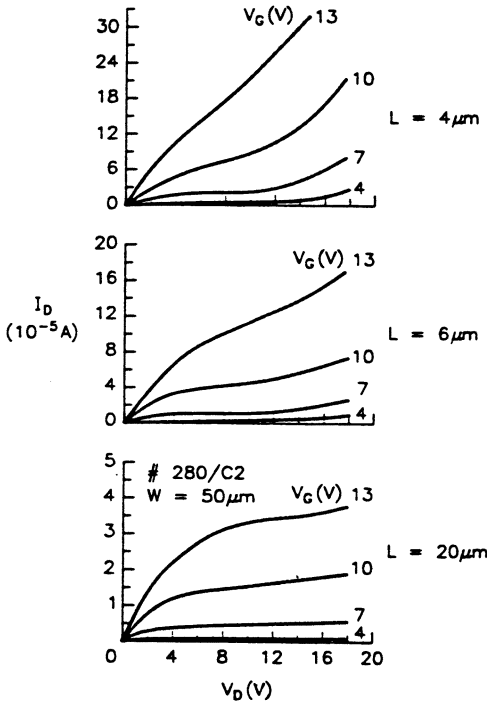 V_G(V) 13
30
24
18
12
6
0
10
7
4
L = 4μm
20
16
12
8
4
0
V_G(V) 13
10
7
4
I_D
(10⁻⁵A)
L = 6μm
5
4
3
2
1
# 280/C2
W = 50μm
V_G(V) 13
10
7
4
L = 20μm
0 4 8 12 16 20
V_D(V)